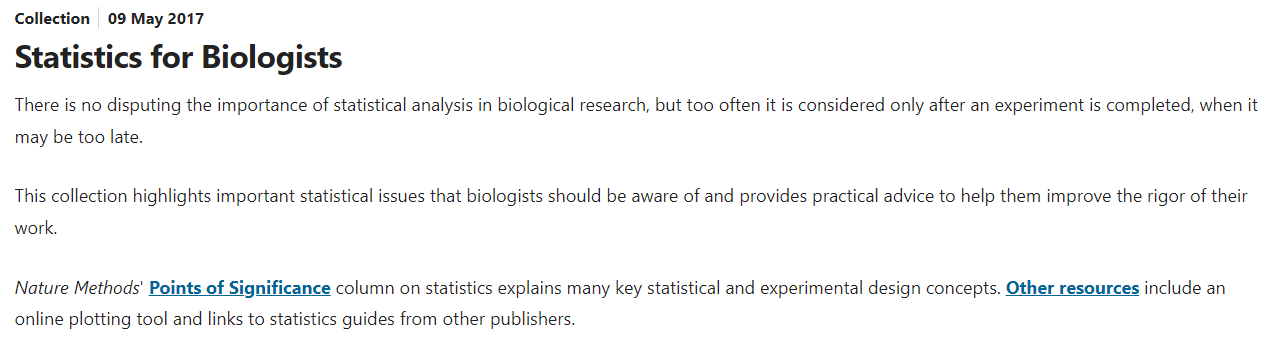 Collection | 09 May 2017
Statistics for Biologists
There is no disputing the importance of statistical analysis in biological research, but too often it is considered only after an experiment is completed, when it
may be too late.
This collection highlights important statistical issues that biologists should be aware of and provides practical advice to help them improve the rigor of their
work.
Nature Methods' Points of Significance column on statistics explains many key statistical and experimental design concepts. Other resources include an
online plotting tool and links to statistics guides from other publishers.